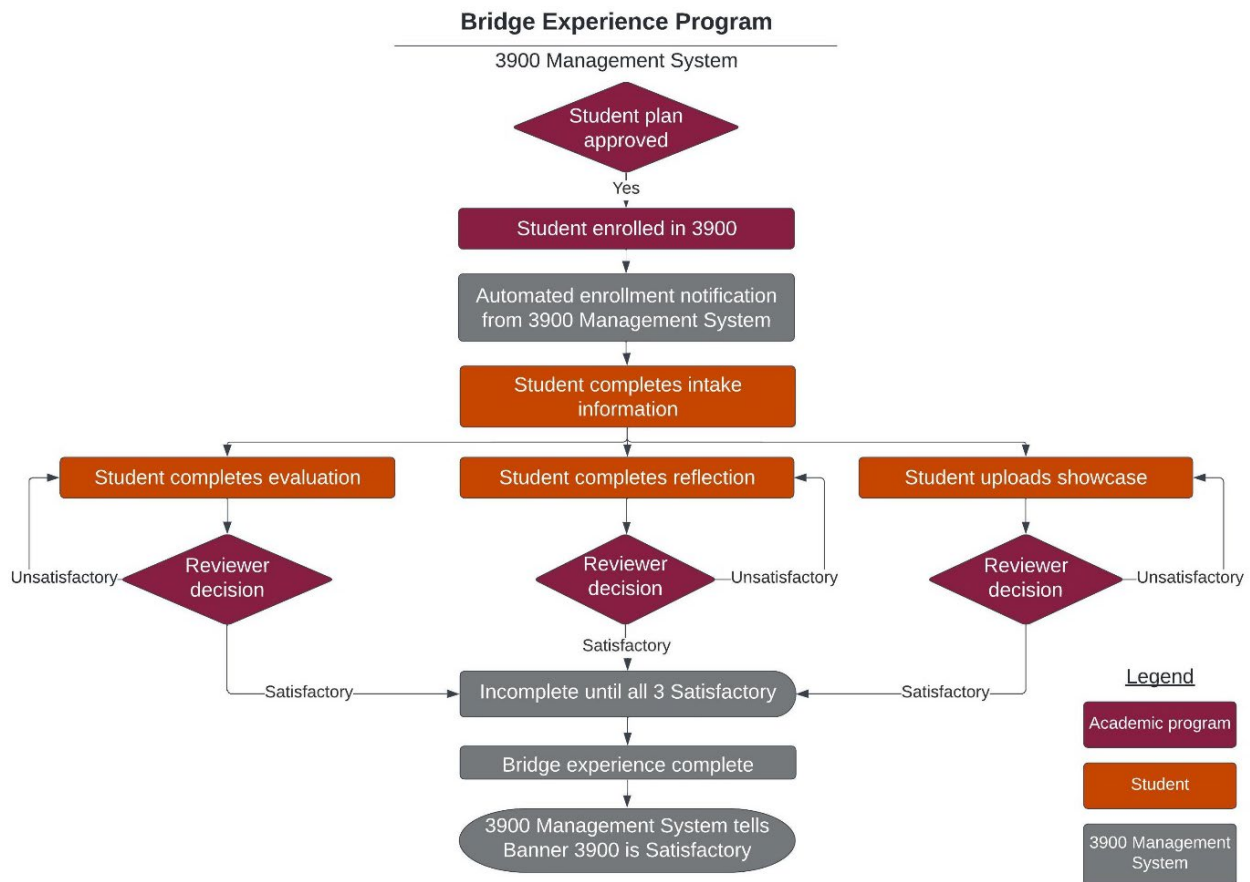 Bridge Experience Program
3900 Management System
Student plan
approved
Yes
Student enrolled in 3900
Automated enrollment notification
from 3900 Management System
Student completes intake
information
Student completes evaluation
Student completes reflection
Student uploads showcase
Reviewer
decision
Reviewer
decision
Reviewer
decision
Unsatisfactory
Unsatisfactory
Unsatisfactory
Satisfactory
Satisfactory
Satisfactory
Incomplete until all 3 Satisfactory
Bridge experience complete
3900 Management System tells
Banner 3900 is Satisfactory
Legend
Academic program
Student
3900 Management
System